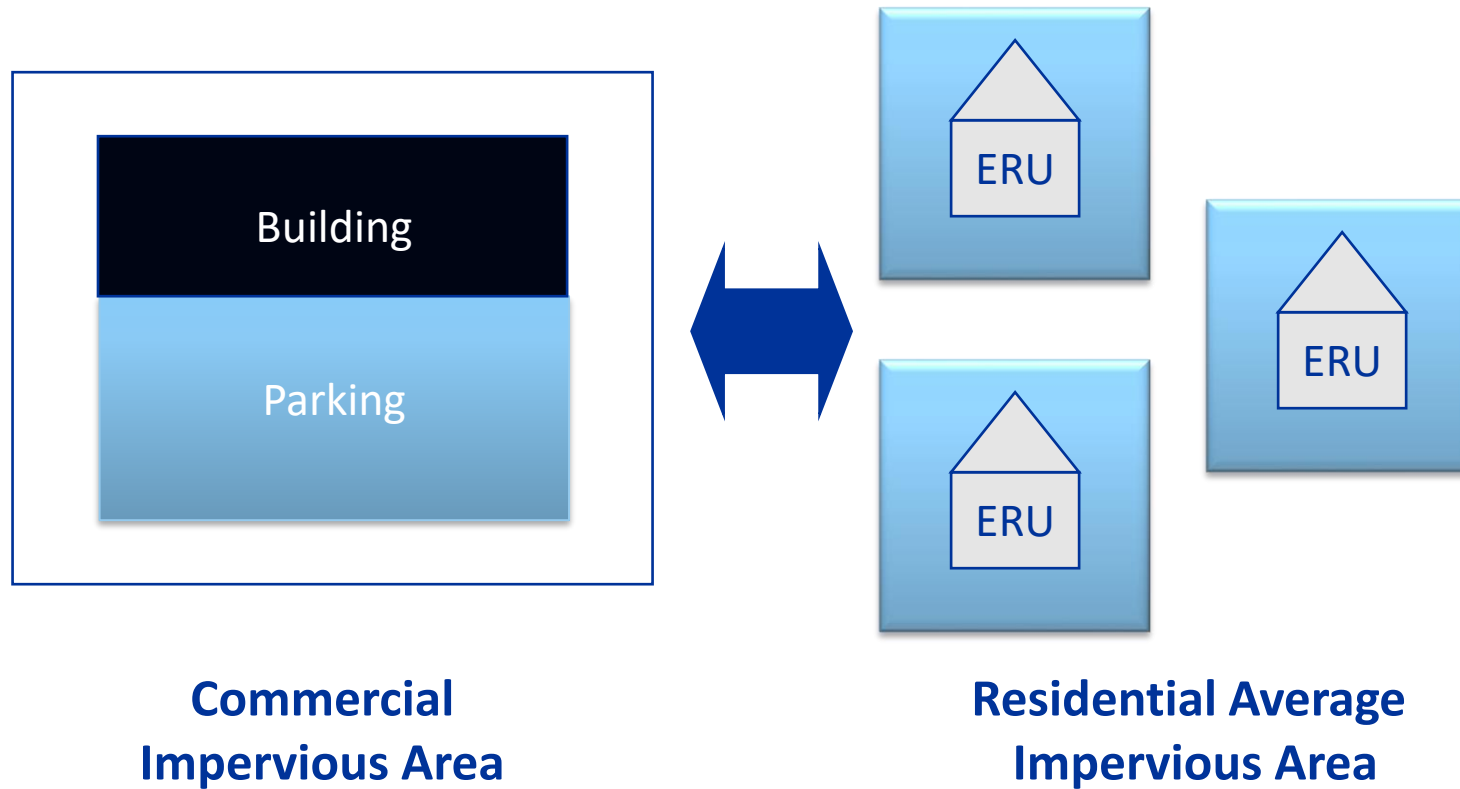 Building
Parking
ERU
ERU
ERU
Commercial
Impervious Area
Residential Average
Impervious Area